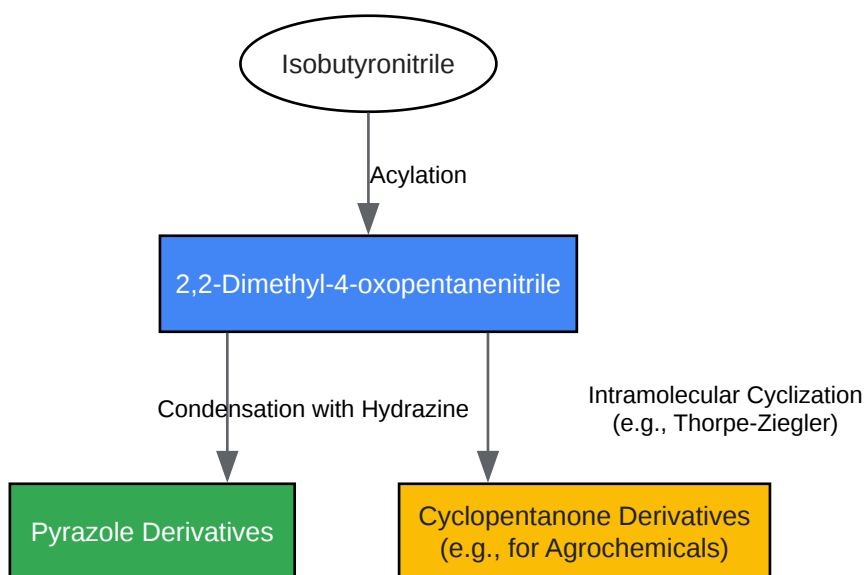 Isobutyronitrile
Acylation
2,2-Dimethyl-4-oxopentanenitrile
Condensation with Hydrazine
Intramolecular Cyclization
(e.g., Thorpe-Ziegler)
Pyrazole Derivatives
Cyclopentanone Derivatives
(e.g., for Agrochemicals)